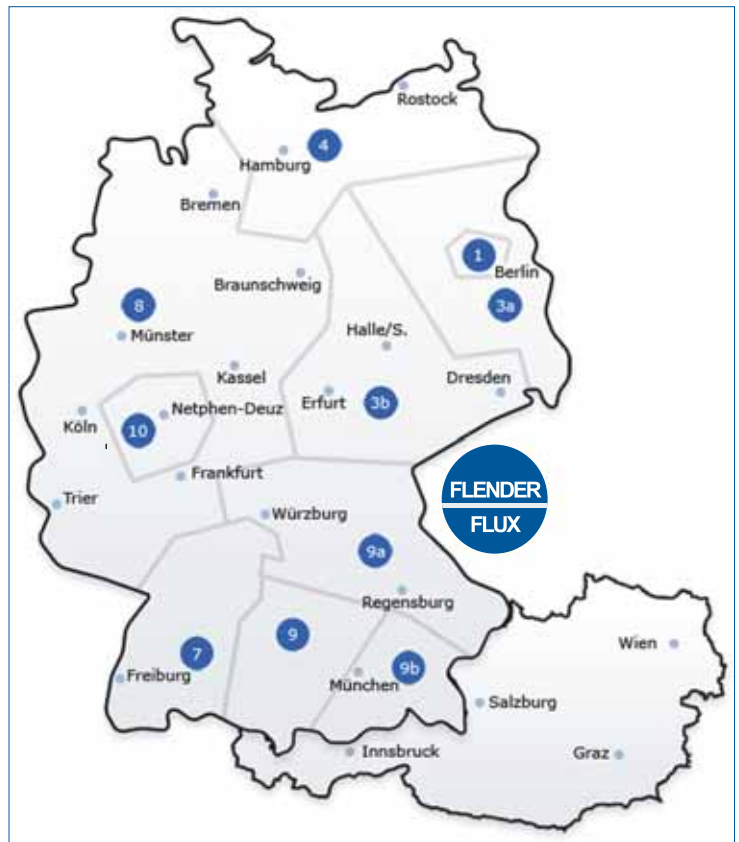 Rostock
4
Hamburg
Bremen
1
Berlin
Braunschweig
8
3a
Münster
Halle/S.
Kassel
Dresden
Erfurt
3b
Netphen-Deuz
Köln
10
Frankfurt
FLENDER
FLUX
Trier
Würzburg
9a
Regensburg
9
Wien
7
9b
Freiburg
München
Salzburg
Innsbruck
Graz